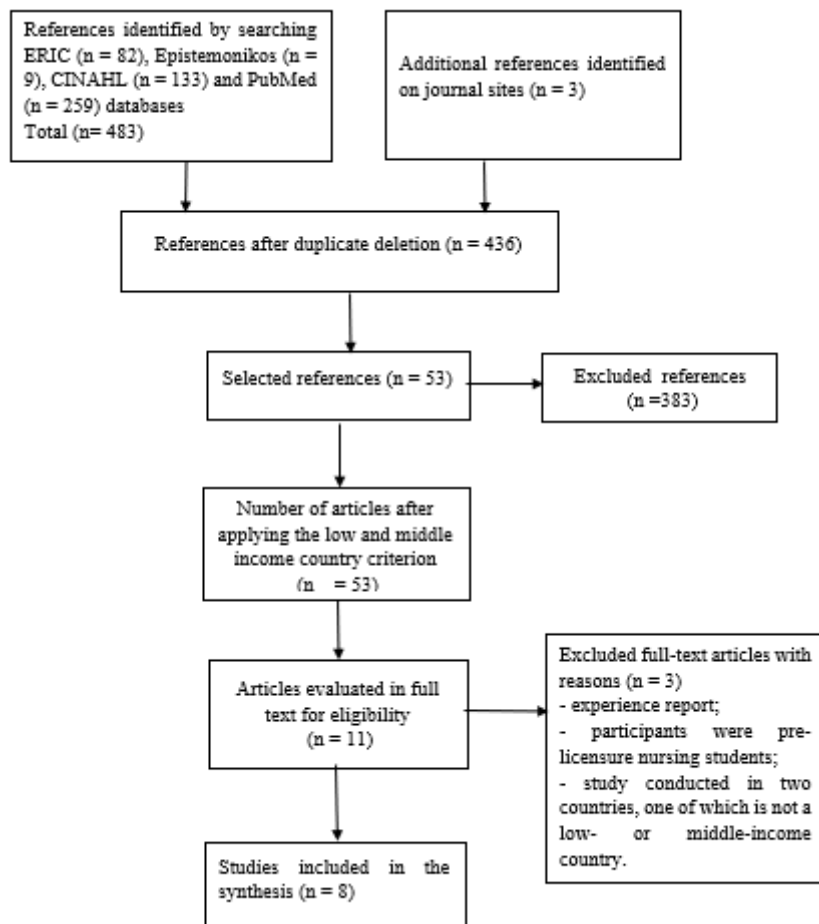 References identified by searching
ERIC (n = 82), Epistemonikos (n =
9), CINAHL (n = 133) and PubMed
(n = 259) databases
Total (n= 483)
Additional references identified
on journal sites (n = 3)
References after duplicate deletion (n = 436)
Selected references (n = 53)
Excluded references
(n =383)
Number of articles after
applying the low and middle
income country criterion
(n = 53)
Articles evaluated in full
text for eligibility
(n = 11)
Excluded full-text articles with
reasons (n = 3)
- experience report;
- participants were pre-
licensure nursing students;
- study conducted in two
countries, one of which is not a
low- or middle-income
country.
Studies included in the
synthesis (n = 8)